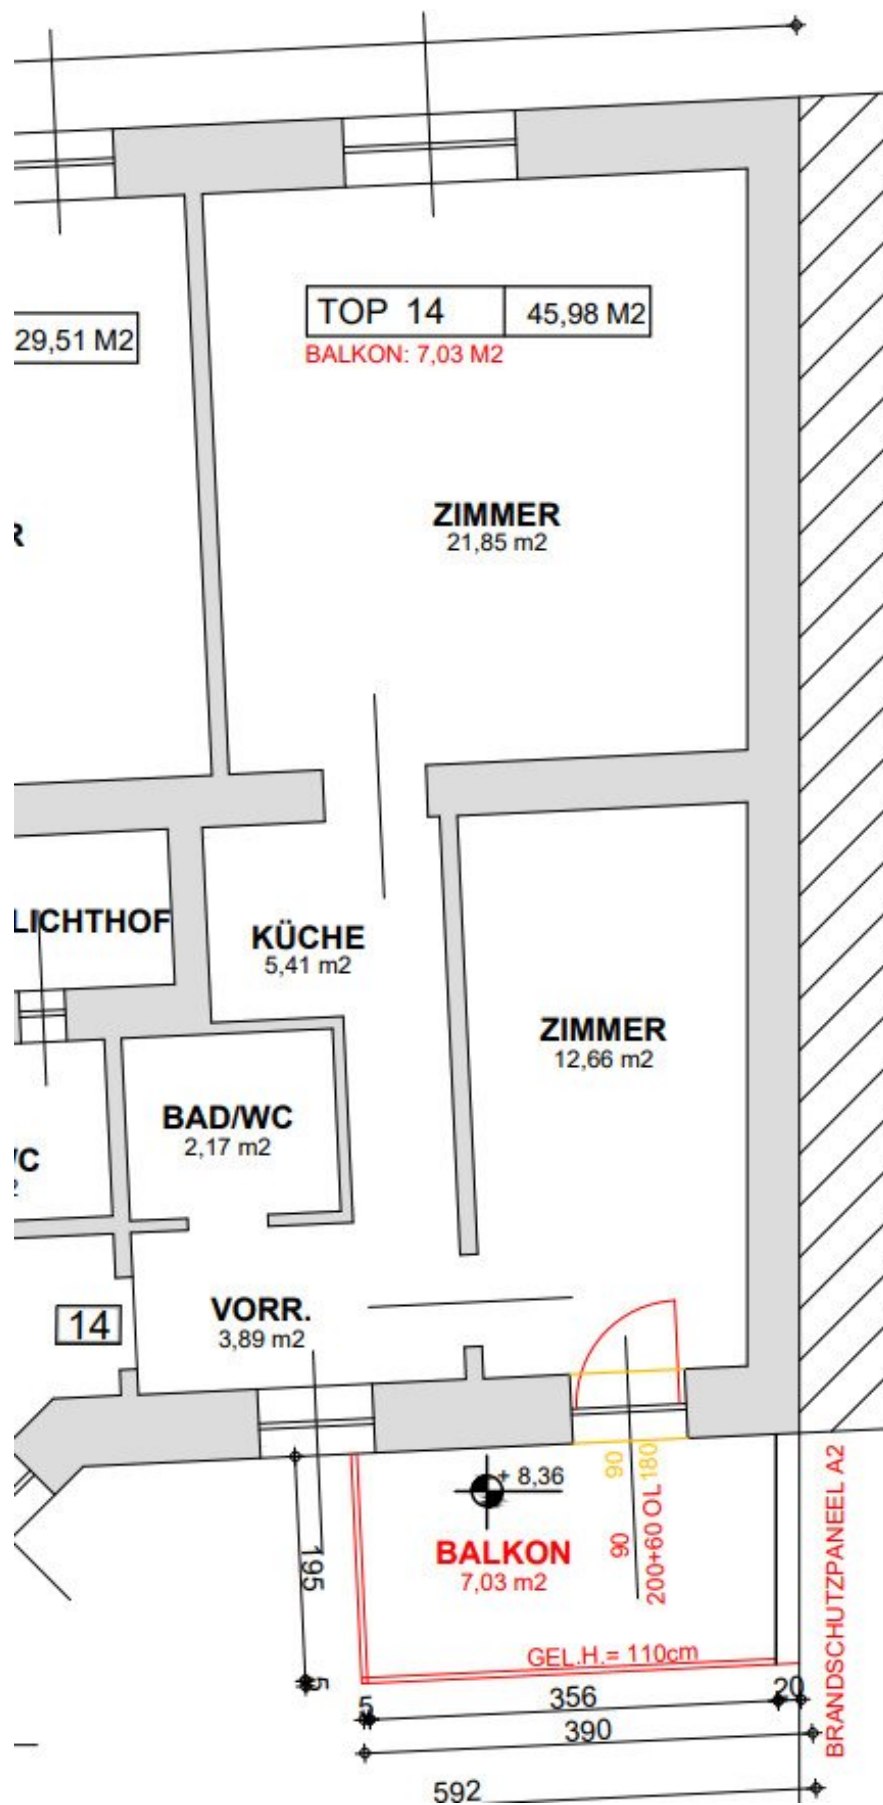 TOP 14
45,98 M2
29,51 M2
BALKON: 7,03 M2
ZIMMER
21,85 m2
R
LICHTHOF
KÜCHE
5,41 m2
ZIMMER
12,66 m2
BAD/WC
2,17 m2
/C
2
14
VORR.
3,89 m2
+ 8,36
90
180
90
200+60 OL
BALKON
7,03 m2
195
5
GEL.H.= 110cm
BRANDSCHUTZPANEEL A2
5
356
20
390
592